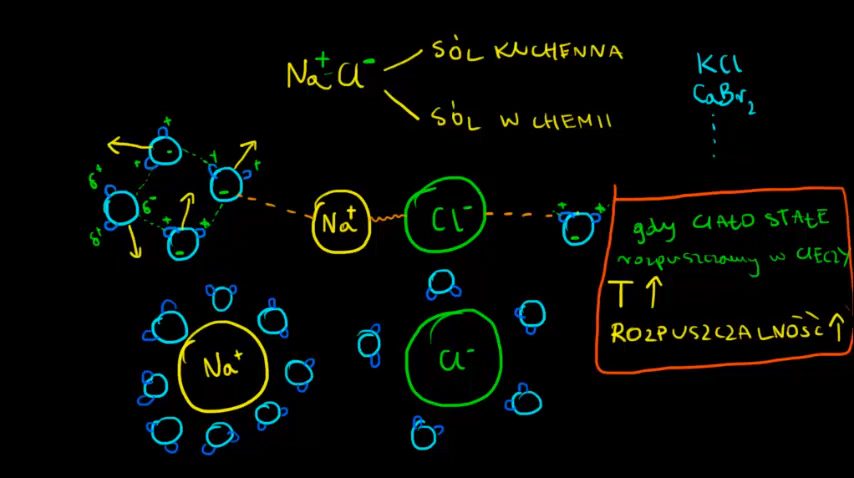 Na⁺Cl⁻
SÓL KUCHENNA
SÓL W CHEMII
KCl
CaBr₂
δ⁺
δ⁻
δ⁺
Na⁺
Cl⁻
gdy CIAŁO STAŁE
rozpuszczamy w CIECZY
T ↑
ROZPUSZCZALNOŚĆ ↑
Na⁺
Cl⁻